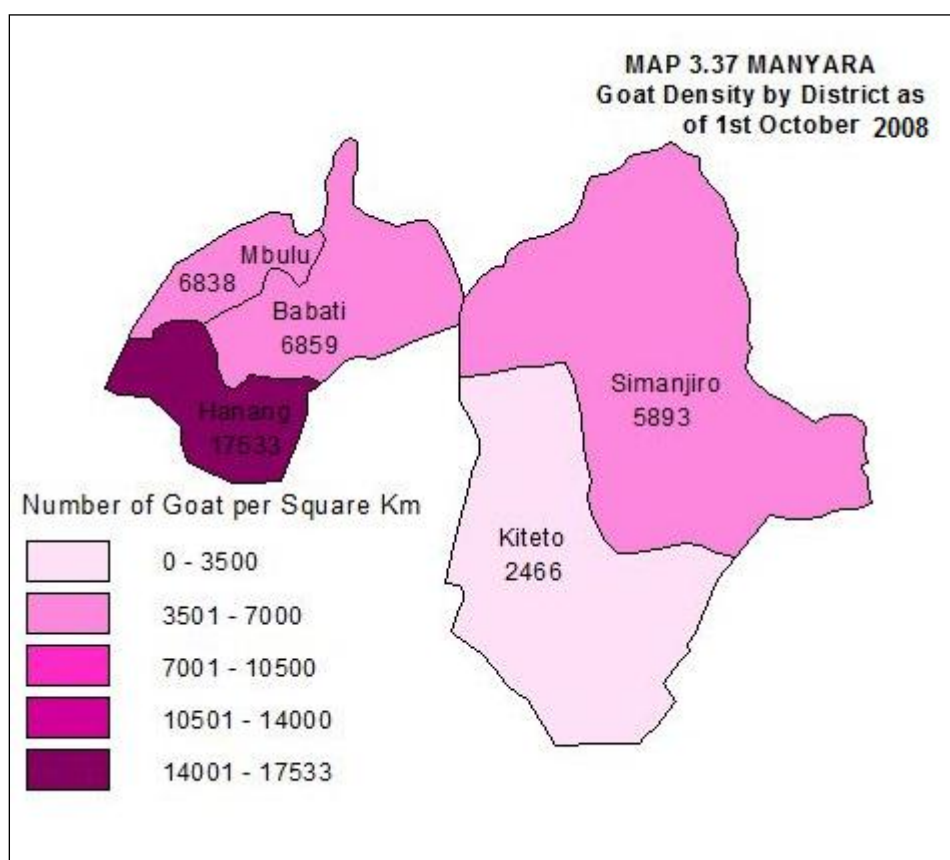 MAP 3.37 MANYARA
Goat Density by District as
of 1st October 2008
Mbulu
6838
Babati
6859
Hanang
17533
Simanjiro
5893
Kiteto
2466
Number of Goat per Square Km
0 - 3500
3501 - 7000
7001 - 10500
10501 - 14000
14001 - 17533